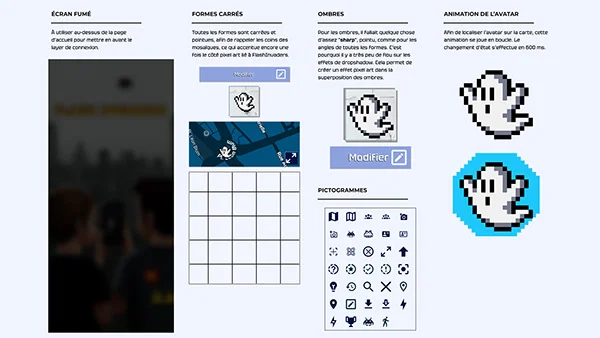 ÉCRAN FUMÉ
À utiliser au-dessus de la page
d'accueil pour mettre en avant le
layer de connexion.
FORMES CARRÉS
Toutes les formes sont carrées et
pointues, afin de rappeler les coins des
mosaïques, ce qui accentue encore une
fois le côté pixel art lié à FlashInvaders.
Modifier
OMBRES
Pour les ombres, il fallait quelque chose
d'assez "sharp", pointu, comme pour les
angles de toutes les formes. C'est
pourquoi il y a très peu de flou sur les
effets de dropshadow. Cela permet de
créer un effet pixel art dans la
superposition des ombres.
Modifier
PICTOGRAMMES
ANIMATION DE L'AVATAR
Afin de localiser l'avatar sur la carte, cette
animation se joue en boucle. Le
changement d'état s'effectue en 600 ms.